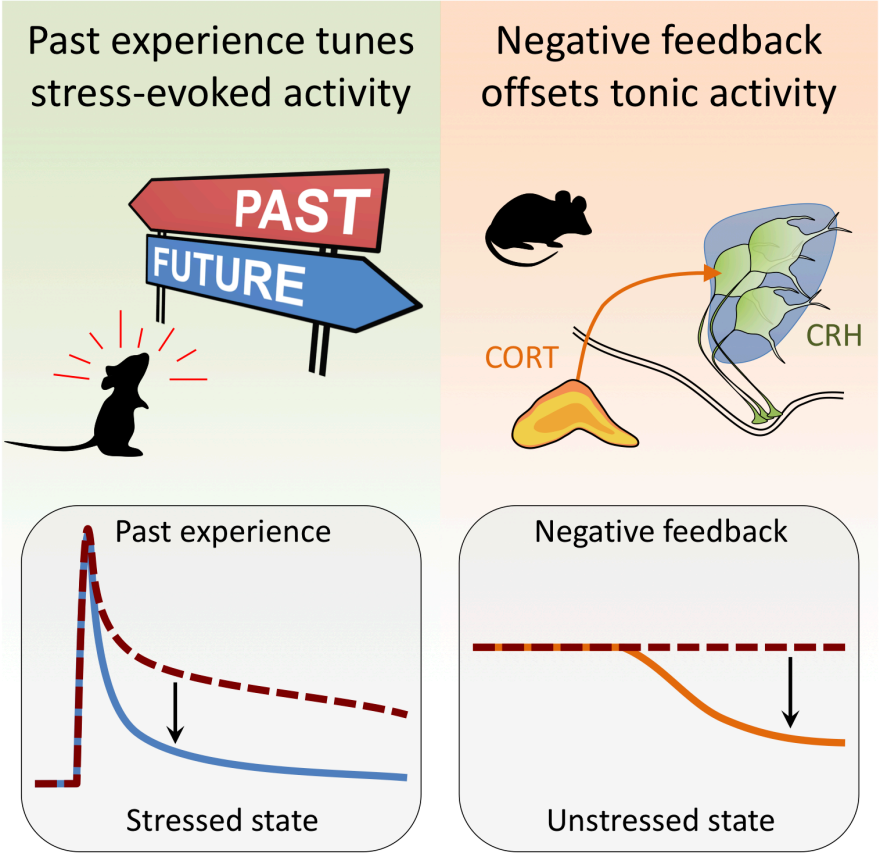 Past experience tunes
stress-evoked activity
PAST
FUTURE
Negative feedback
offsets tonic activity
CORT
CRH
Past experience
Stressed state
Negative feedback
Unstressed state